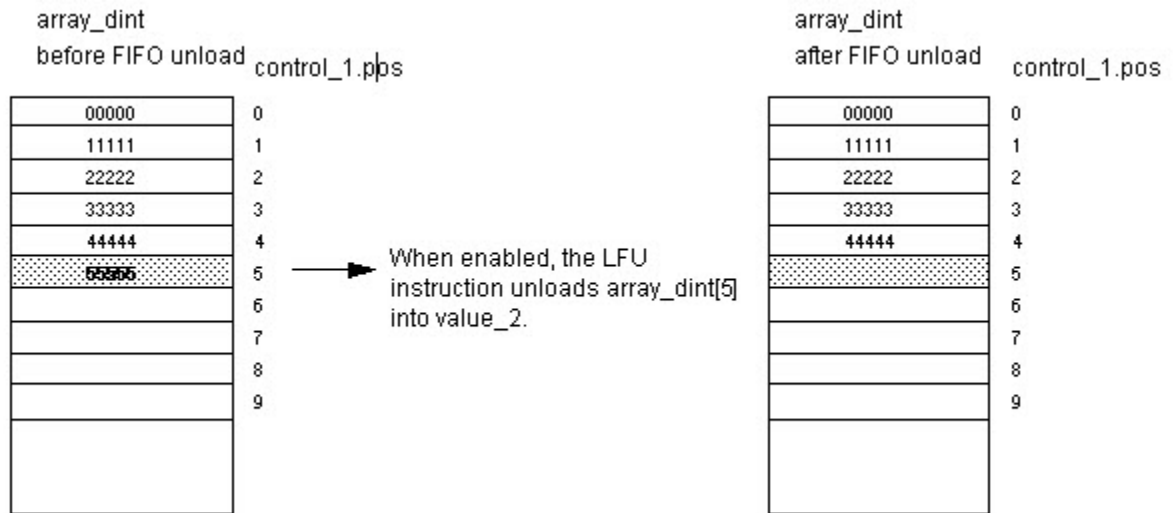 array_dint
before FIFO unload
control_1.pos
00000 0
11111 1
22222 2
33333 3
44444 4
55555 5
6
7
8
9
When enabled, the LFU
instruction unloads array_dint[5]
into value_2.
array_dint
after FIFO unload
control_1.pos
00000 0
11111 1
22222 2
33333 3
44444 4
5
6
7
8
9